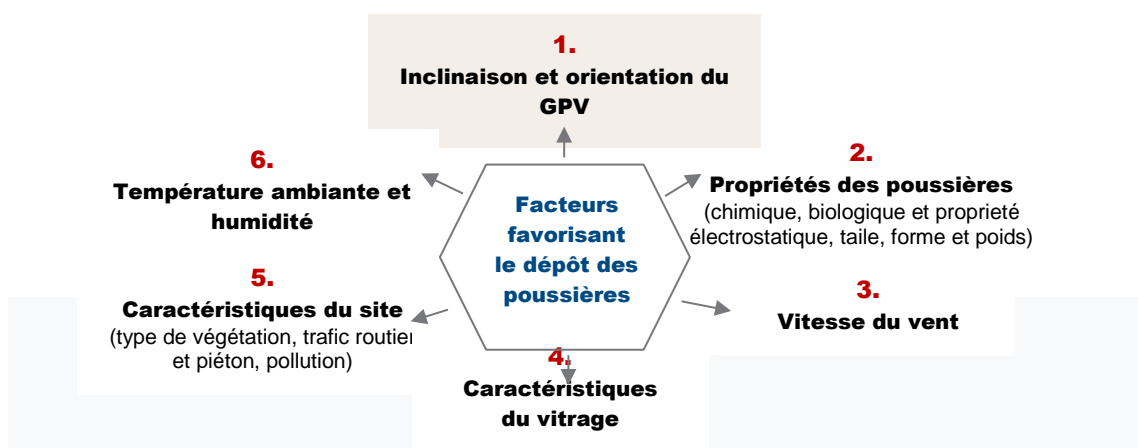 1.
Inclinaison et orientation du
GPV
2.
Propriétés des poussières
(chimique, biologique et proprieté
électrostatique, taile, forme et poids)
3.
Vitesse du vent
4.
Caractéristiques
du vitrage
5.
Caractéristiques du site
(type de végétation, trafic routier
et piéton, pollution)
6.
Température ambiante et
humidité
Facteurs
favorisant
le dépôt des
poussières